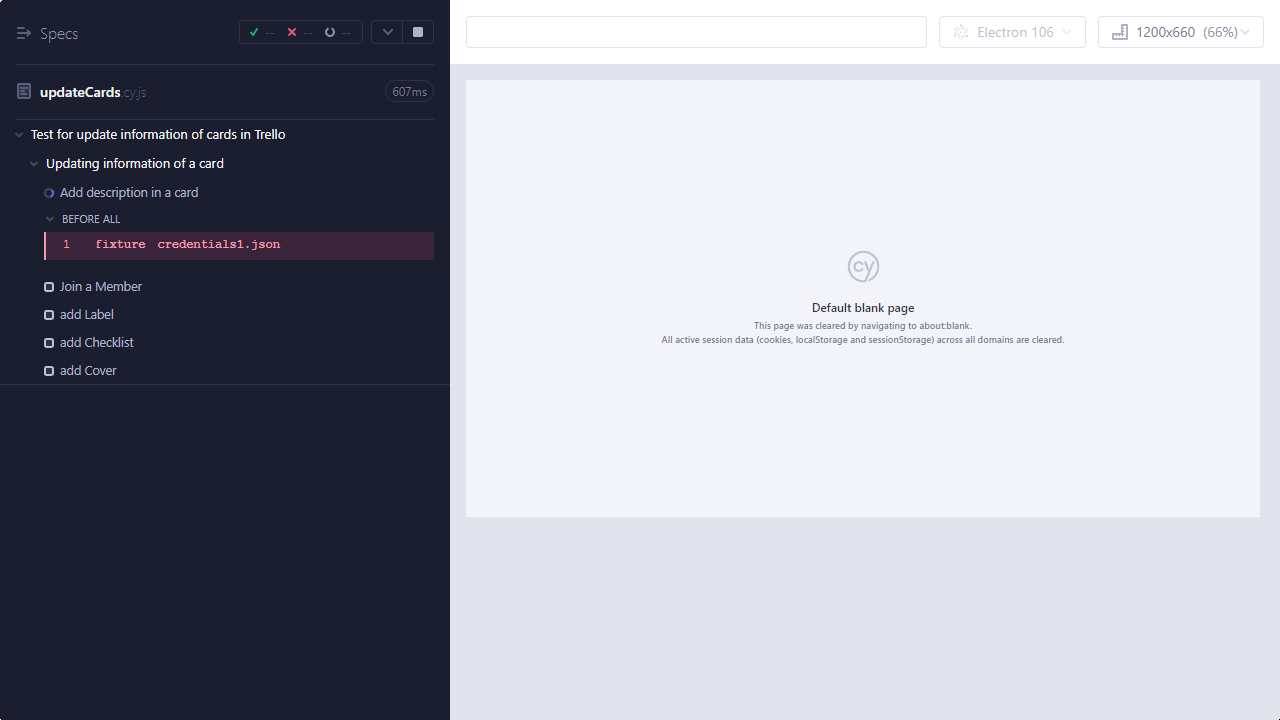 Specs
--
--
--
Electron 106
1200x660 (66%)
updateCards.cy.js
607ms
Test for update information of cards in Trello
Updating information of a card
Add description in a card
BEFORE ALL
1 fixture credentials1.json
Join a Member
add Label
add Checklist
add Cover
cy
Default blank page
This page was cleared by navigating to about:blank.
All active session data (cookies, localStorage and sessionStorage) across all domains are cleared.